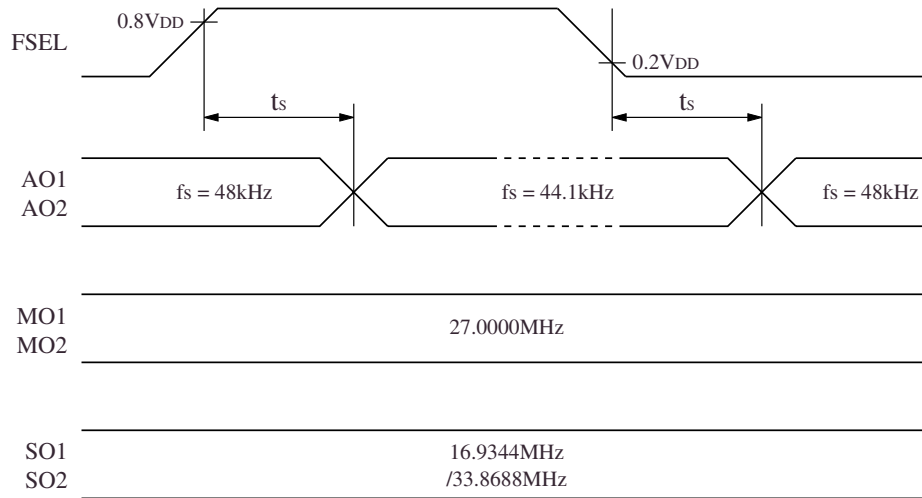 0.8VDD
FSEL
0.2VDD
ts
ts
AO1
AO2
fs = 48kHz
fs = 44.1kHz
fs = 48kHz
MO1
MO2
27.0000MHz
SO1
SO2
16.9344MHz
/33.8688MHz